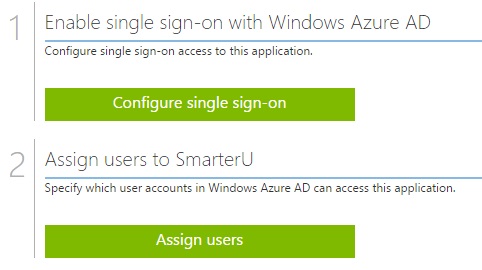 1
Enable single sign-on with Windows Azure AD
Configure single sign-on access to this application.
Configure single sign-on
2
Assign users to SmarterU
Specify which user accounts in Windows Azure AD can access this application.
Assign users